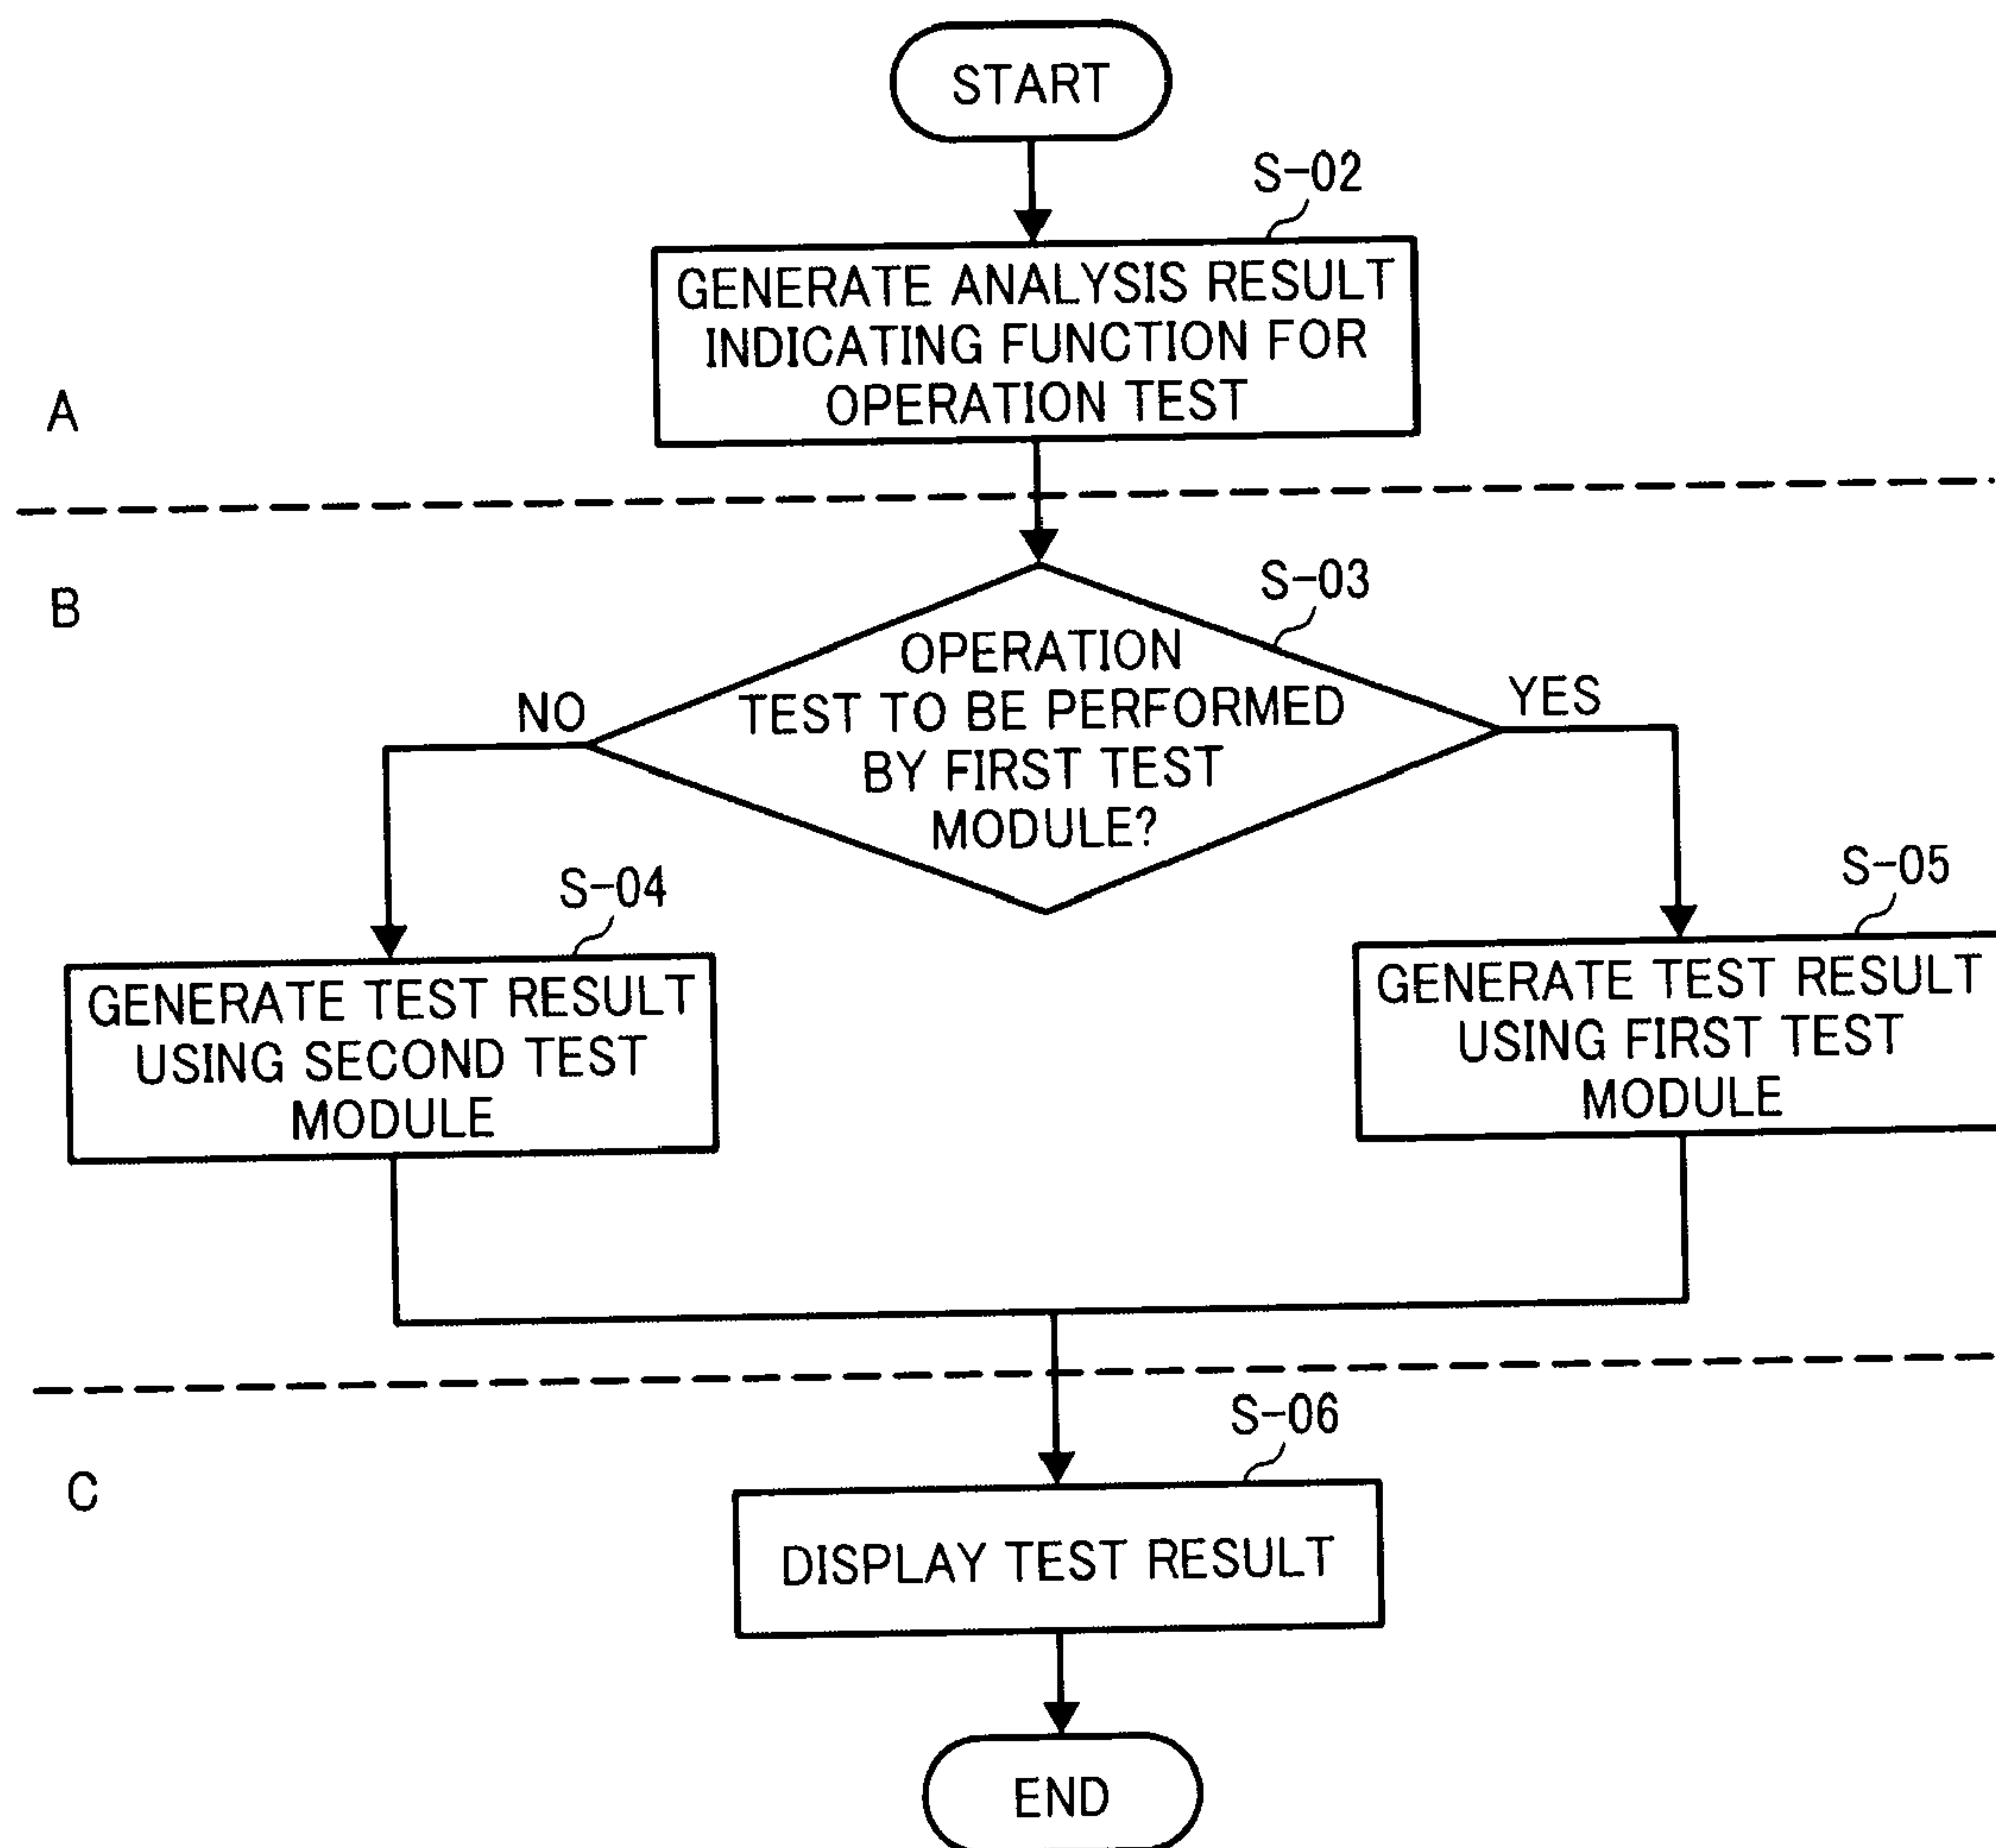 START
S-02
GENERATE ANALYSIS RESULT
INDICATING FUNCTION FOR
OPERATION TEST
A
B
S-03
OPERATION
TEST TO BE PERFORMED
BY FIRST TEST
MODULE?
NO
YES
S-04
GENERATE TEST RESULT
USING SECOND TEST
MODULE
S-05
GENERATE TEST RESULT
USING FIRST TEST
MODULE
C
S-06
DISPLAY TEST RESULT
END